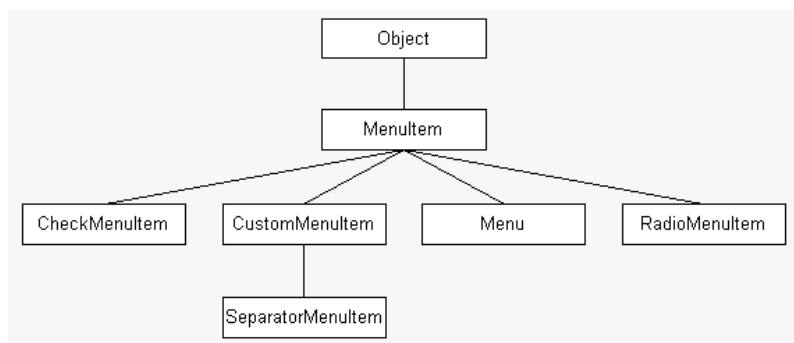 Object
MenuItem
CheckMenuItem
CustomMenuItem
Menu
RadioMenuItem
SeparatorMenuItem